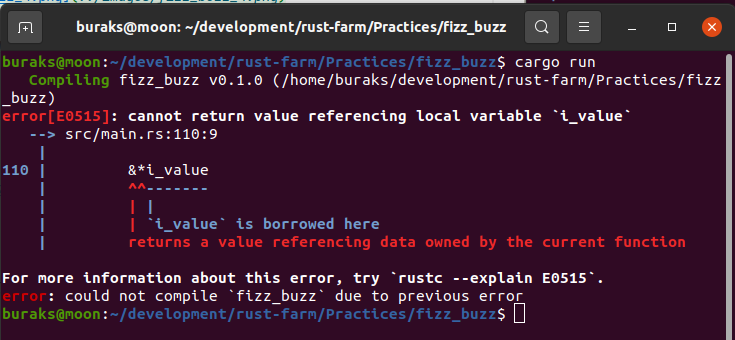 buraks@moon: ~/development/rust-farm/Practices/fizz_buzz
buraks@moon:~/development/rust-farm/Practices/fizz_buzz$ cargo run
   Compiling fizz_buzz v0.1.0 (/home/buraks/development/rust-farm/Practices/fizz
_buzz)
error[E0515]: cannot return value referencing local variable `i_value`
   --> src/main.rs:110:9
    |
110 |         &*i_value
    |         ^^-------
    |         | |
    |         | `i_value` is borrowed here
    |         returns a value referencing data owned by the current function
For more information about this error, try `rustc --explain E0515`.
error: could not compile `fizz_buzz` due to previous error
buraks@moon:~/development/rust-farm/Practices/fizz_buzz$